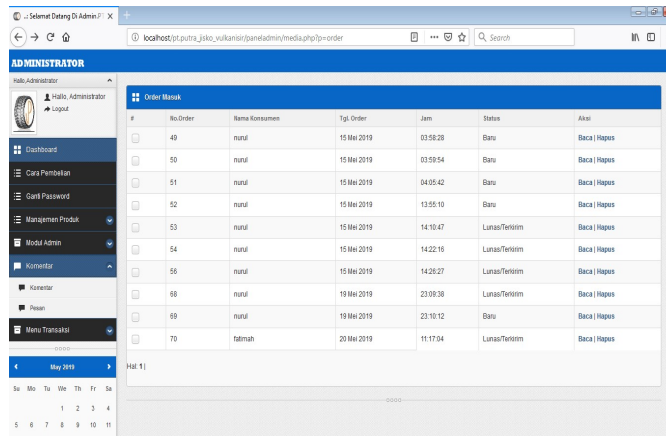 ..: Selamat Datang Di Admin PT
localhost/pt.putra_jisko_vulkanisir/paneladmin/media.php?p=order
Search
ADMINISTRATOR
Hallo,Administrator
Hallo, Administrator
Logout
Dashboard
Cara Pembelian
Ganti Password
Manajemen Produk
Modul Admin
Komentar
Komentar
Pesan
Menu Transaksi
May 2019
Su Mo Tu We Th Fr Sa
1 2 3 4
5 6 7 8 9 10 11
Order Masuk
# No.Order Nama Konsumen Tgl. Order Jam Status Aksi
49 nurul 15 Mei 2019 03:58:28 Baru Baca | Hapus
50 nurul 15 Mei 2019 03:59:54 Baru Baca | Hapus
51 nurul 15 Mei 2019 04:05:42 Baru Baca | Hapus
52 nurul 15 Mei 2019 13:55:10 Baru Baca | Hapus
53 nurul 15 Mei 2019 14:10:47 Lunas/Terkirim Baca | Hapus
54 nurul 15 Mei 2019 14:22:16 Lunas/Terkirim Baca | Hapus
56 nurul 15 Mei 2019 14:26:27 Lunas/Terkirim Baca | Hapus
68 nurul 19 Mei 2019 23:09:38 Lunas/Terkirim Baca | Hapus
69 nurul 19 Mei 2019 23:10:12 Baru Baca | Hapus
70 fatimah 20 Mei 2019 11:17:04 Lunas/Terkirim Baca | Hapus
Hal: 1 |